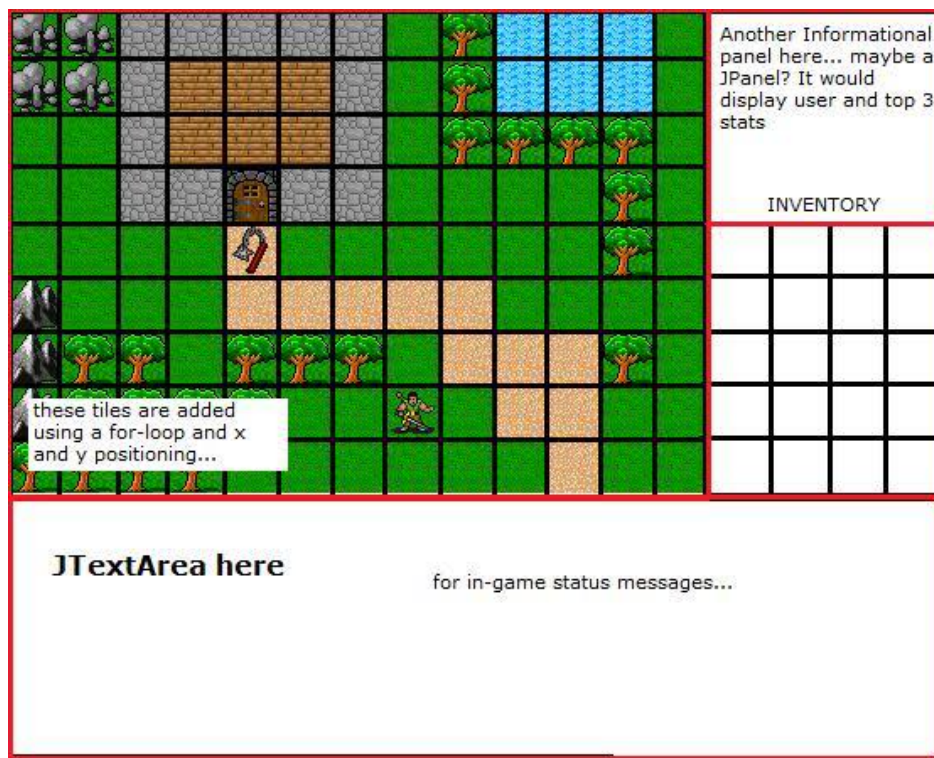 Another Informational
panel here... maybe a
JPanel? It would
display user and top 3
stats
INVENTORY
these tiles are added
using a for-loop and x
and y positioning...
JTextArea here
for in-game status messages...